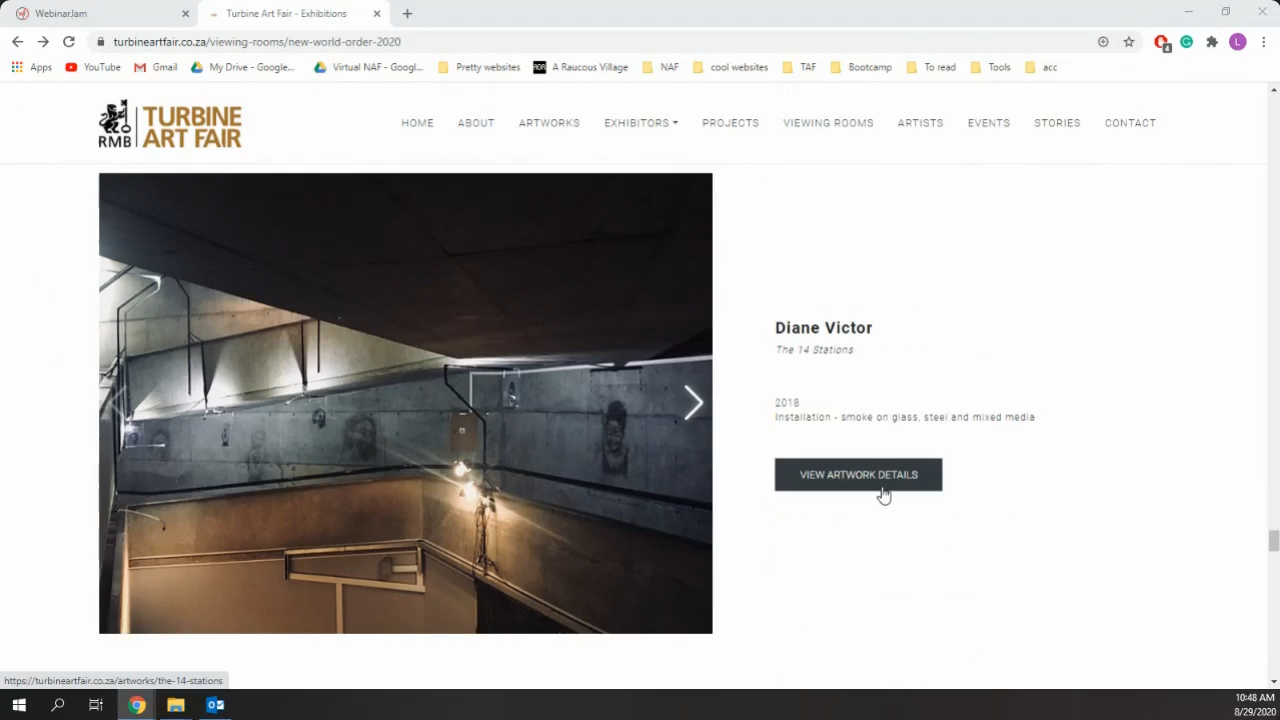 WebinarJam
Turbine Art Fair - Exhibitions
turbineartfair.co.za/viewing-rooms/new-world-order-2020
4
L
Apps
YouTube
Gmail
My Drive - Google...
Virtual NAF - Googl...
Pretty websites
A Raucous Village
NAF
cool websites
TAF
Bootcamp
To read
Tools
acc
RMB
TURBINE
ART FAIR
HOME
ABOUT
ARTWORKS
EXHIBITORS
PROJECTS
VIEWING ROOMS
ARTISTS
EVENTS
STORIES
CONTACT
Diane Victor
The 14 Stations
2018
Installation - smoke on glass, steel and mixed media
VIEW ARTWORK DETAILS
https://turbineartfair.co.za/artworks/the-14-stations
10:48 AM
8/29/2020